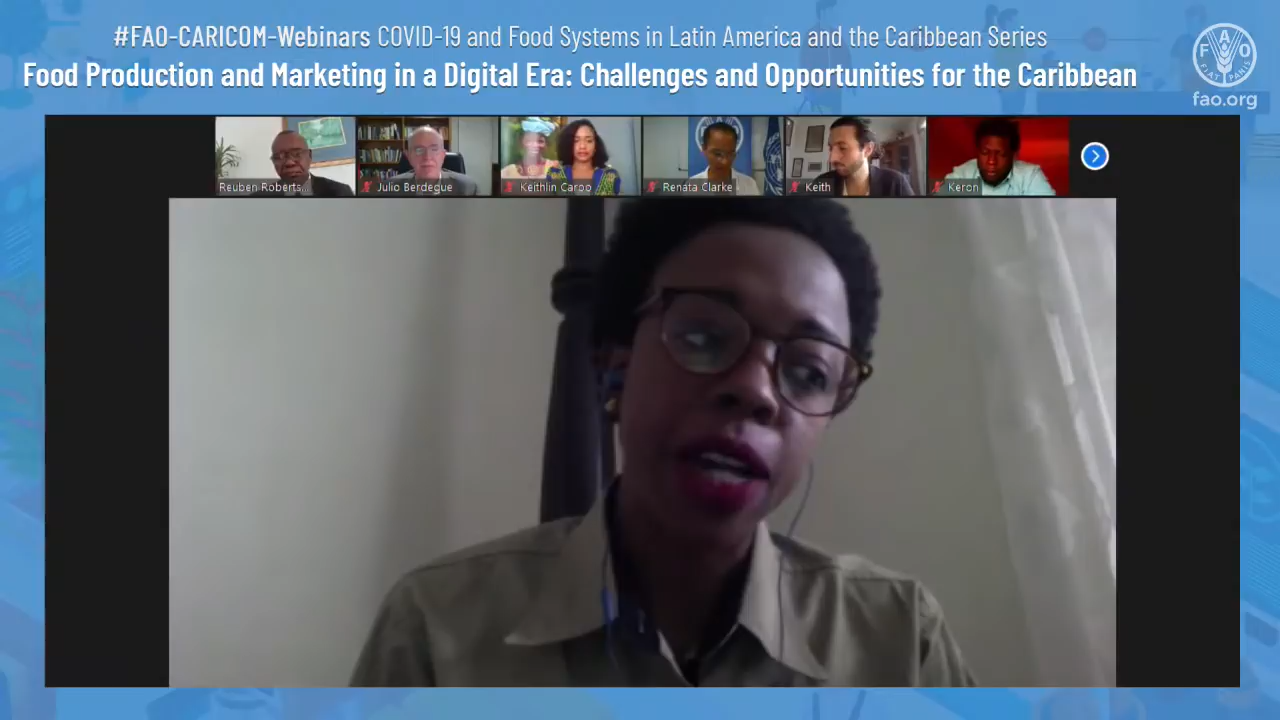 #FAO-CARICOM-Webinars COVID-19 and Food Systems in Latin America and the Caribbean Series
Food Production and Marketing in a Digital Era: Challenges and Opportunities for the Caribbean
F A O
FIAT PANIS
fao.org
Reuben Roberts...
Julio Berdegue
Keithlin Caroo
Renata Clarke
Keith
Keron